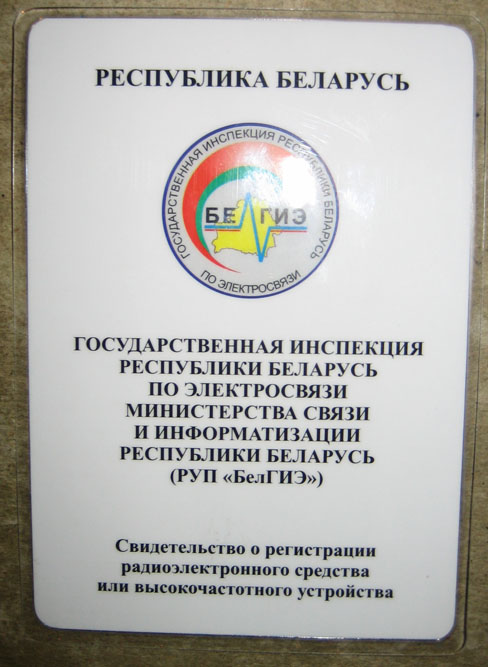 РЕСПУБЛИКА БЕЛАРУСЬ
ГОСУДАРСТВЕННАЯ ИНСПЕКЦИЯ РЕСПУБЛИКИ БЕЛАРУСЬ
БЕЛГИЭ
ПО ЭЛЕКТРОСВЯЗИ
ГОСУДАРСТВЕННАЯ ИНСПЕКЦИЯ
РЕСПУБЛИКИ БЕЛАРУСЬ
ПО ЭЛЕКТРОСВЯЗИ
МИНИСТЕРСТВА СВЯЗИ
И ИНФОРМАТИЗАЦИИ
РЕСПУБЛИКИ БЕЛАРУСЬ
(РУП «БелГИЭ»)
Свидетельство о регистрации
радиоэлектронного средства
или высокочастотного устройства